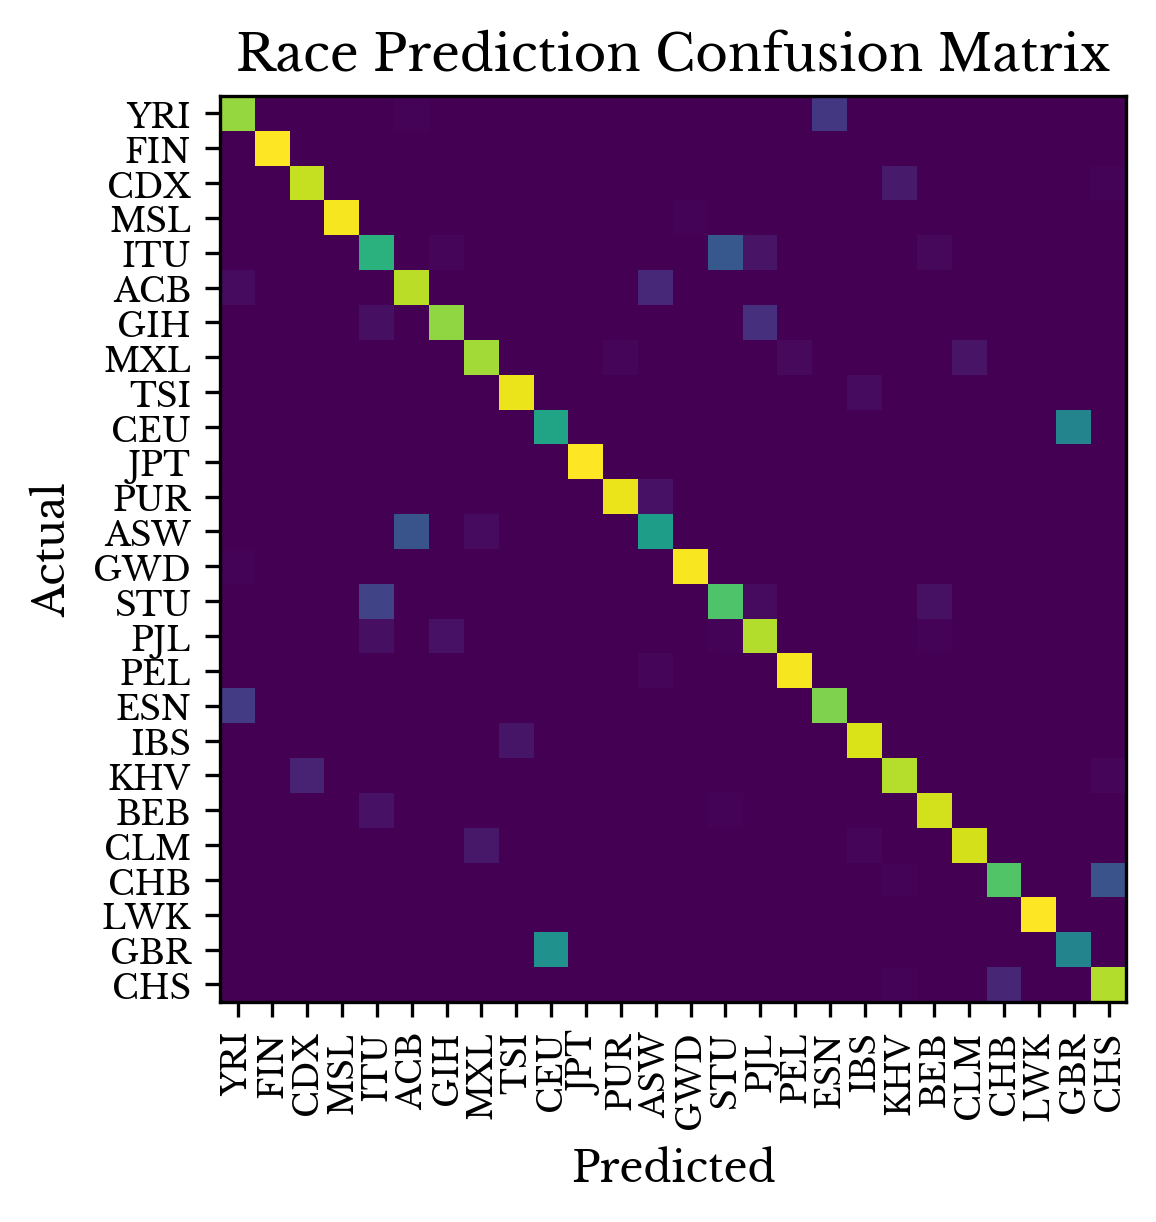 Race Prediction Confusion Matrix
YRI
FIN
CDX
MSL
ITU
ACB
GIH
MXL
TSI
CEU
JPT
PUR
ASW
GWD
STU
PJL
PEL
ESN
IBS
KHV
BEB
CLM
CHB
LWK
GBR
CHS
Actual
YRI FIN CDX MSL ITU ACB GIH MXL TSI CEU JPT PUR ASW GWD STU PJL PEL ESN IBS KHV BEB CLM CHB LWK GBR CHS
Predicted